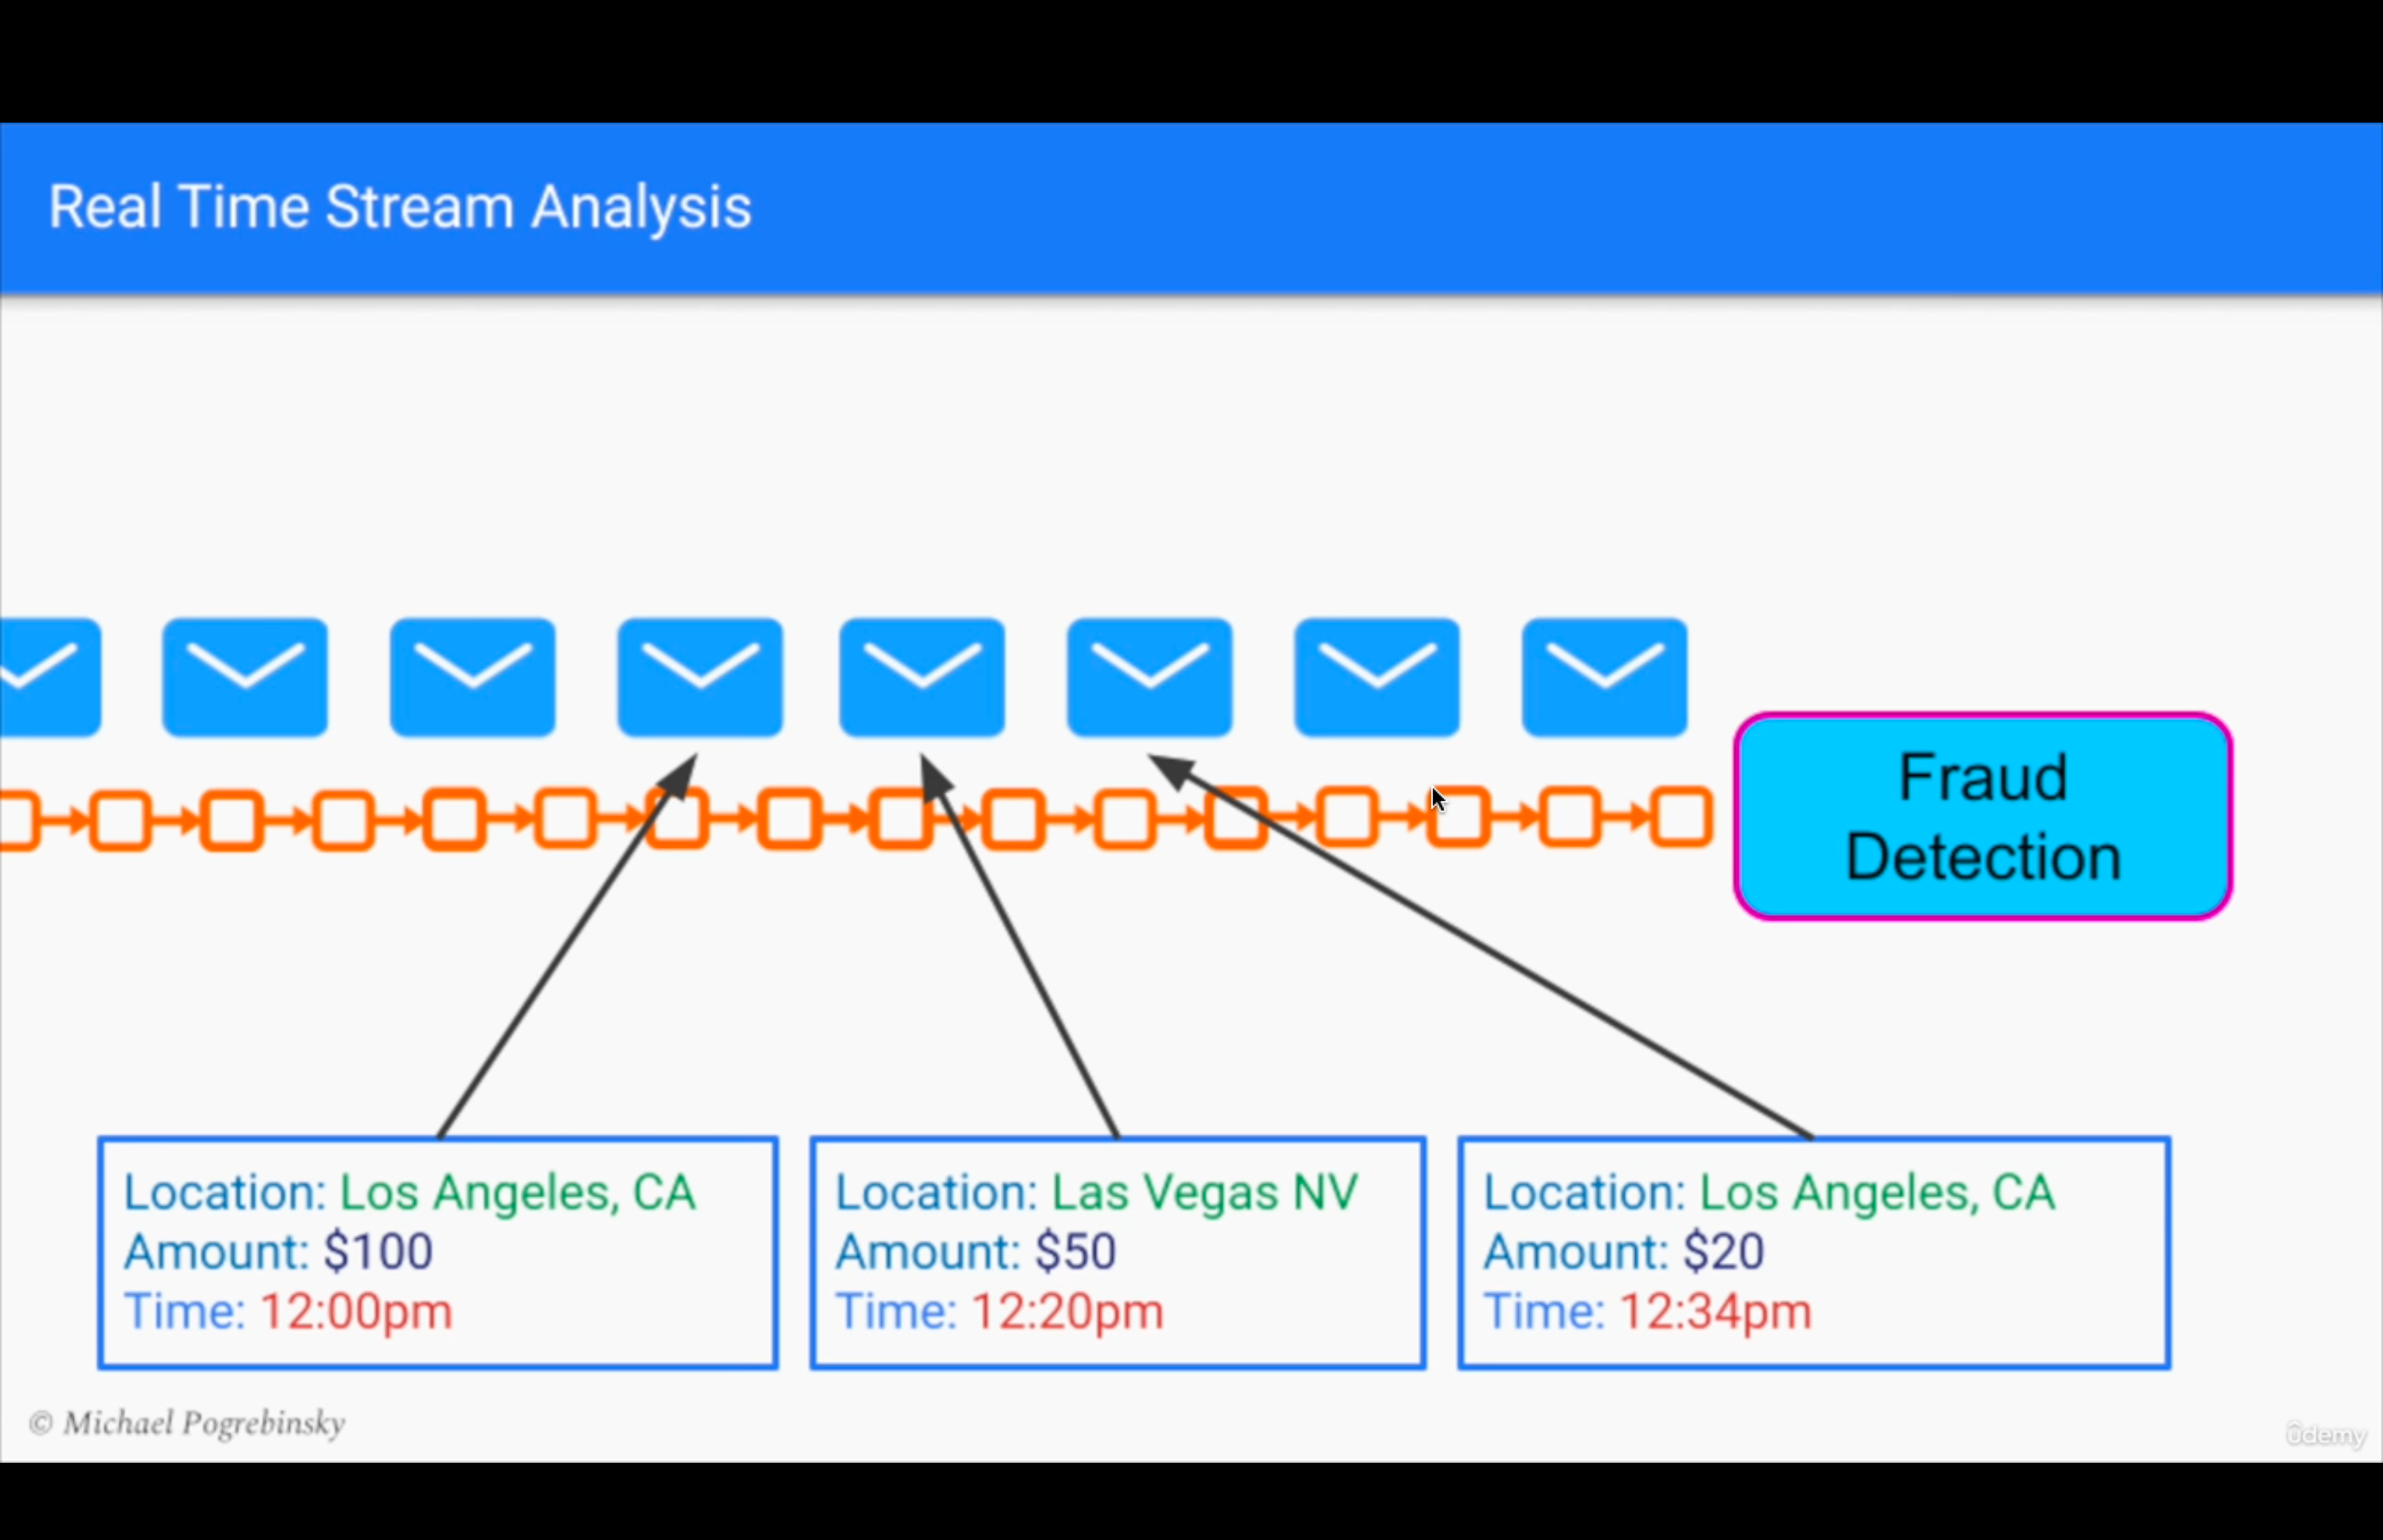 Real Time Stream Analysis
Fraud
Detection
Location: Los Angeles, CA
Amount: $100
Time: 12:00pm
Location: Las Vegas NV
Amount: $50
Time: 12:20pm
Location: Los Angeles, CA
Amount: $20
Time: 12:34pm
© Michael Pogrebinsky
ûdemy